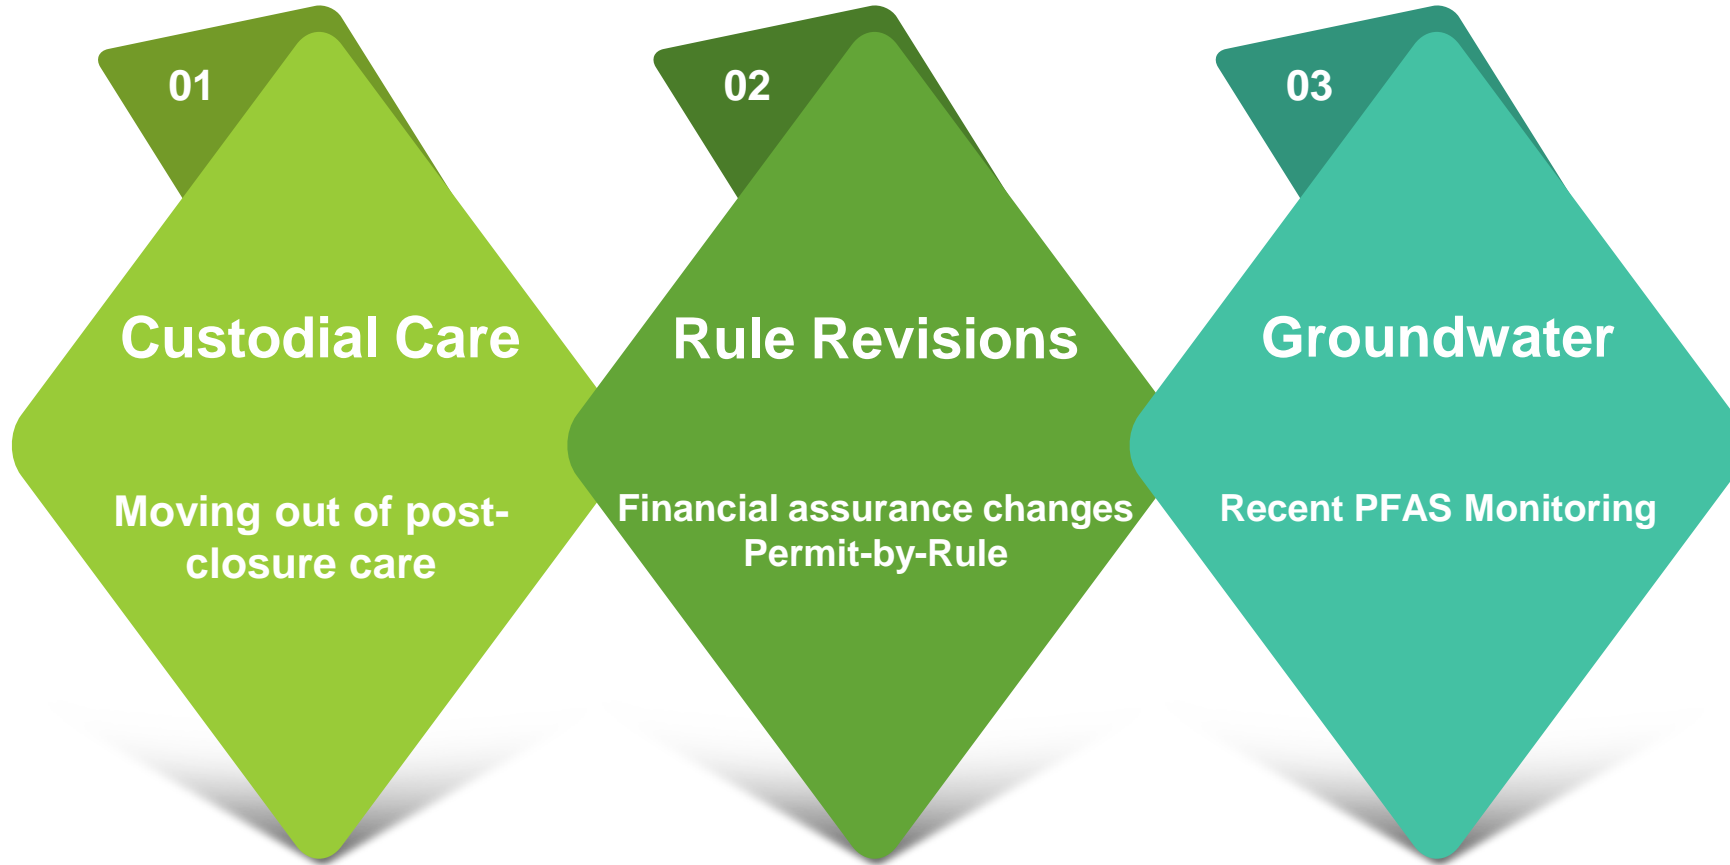 01
Custodial Care
Moving out of post-
closure care
02
Rule Revisions
Financial assurance changes
Permit-by-Rule
03
Groundwater
Recent PFAS Monitoring